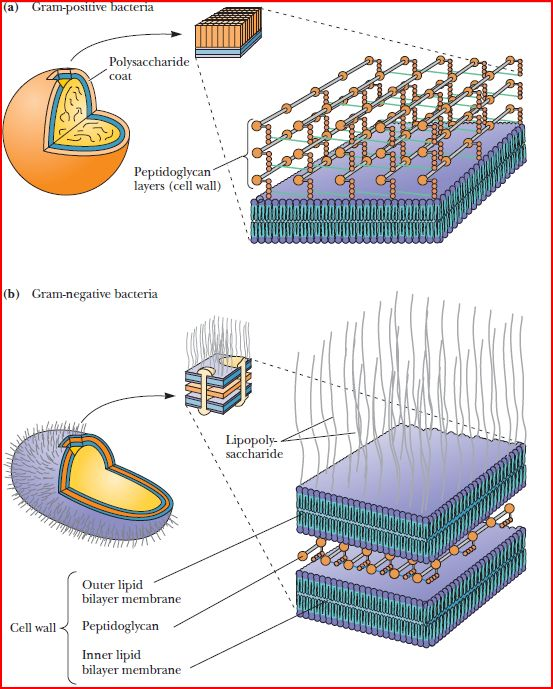 (a) Gram-positive bacteria
Polysaccharide
coat
Peptidoglycan
layers (cell wall)
(b) Gram-negative bacteria
Lipopoly-
saccharide
Outer lipid
bilayer membrane
Cell wall
Peptidoglycan
Inner lipid
bilayer membrane